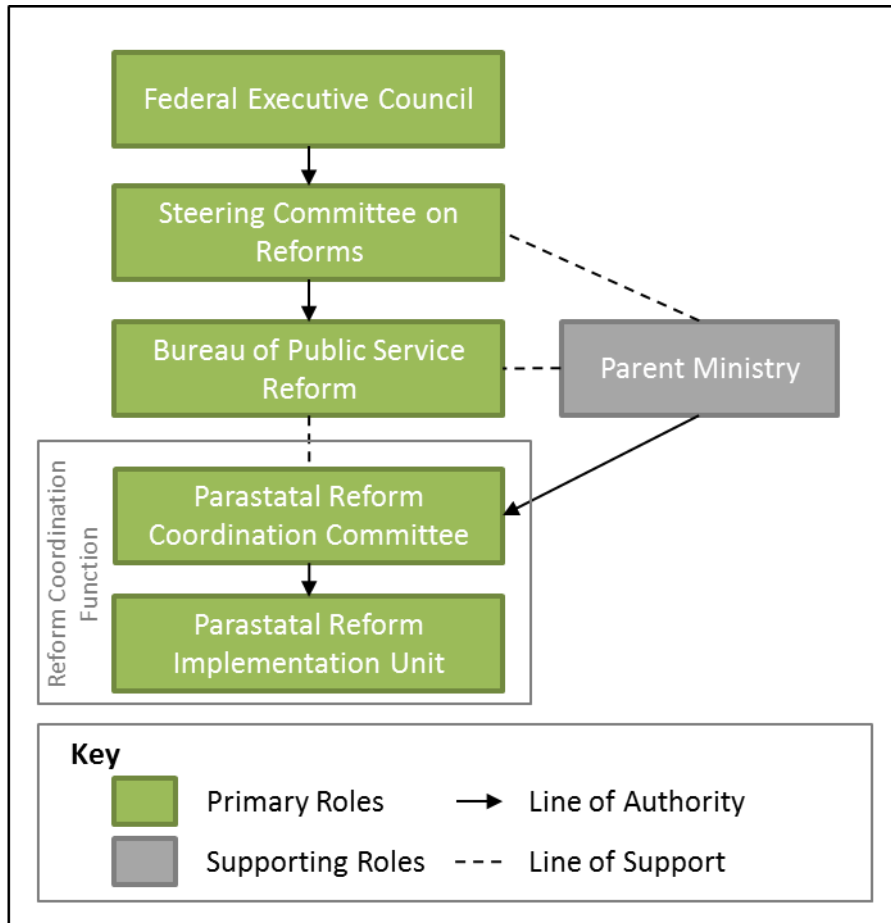 Federal Executive Council
Steering Committee on
Reforms
Bureau of Public Service
Reform
Parent Ministry
Reform Coordination
Function
Parastatal Reform
Coordination Committee
Parastatal Reform
Implementation Unit
Key
Primary Roles
Line of Authority
Supporting Roles
Line of Support